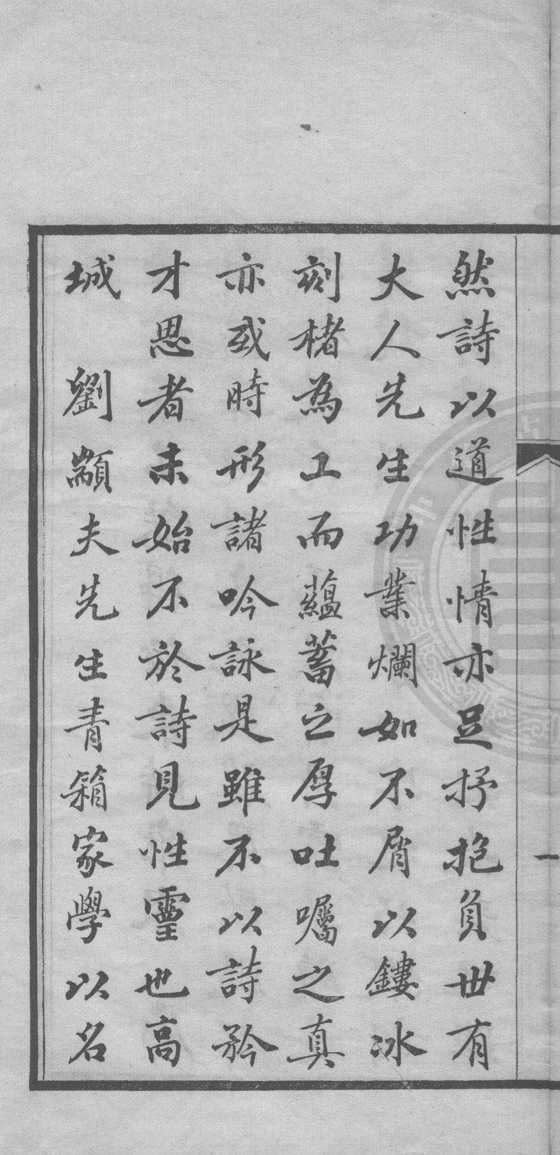 然詩以道性情亦足抒抱負世有
大人先生功業爛如不屑以鏤冰
刻楮為工而蘊蓄之厚吐囑之真
亦或時形諸吟詠是雖不以詩矜
才思者未始不於詩見性靈也高
城 劉顓夫先生青箱家學以名
一